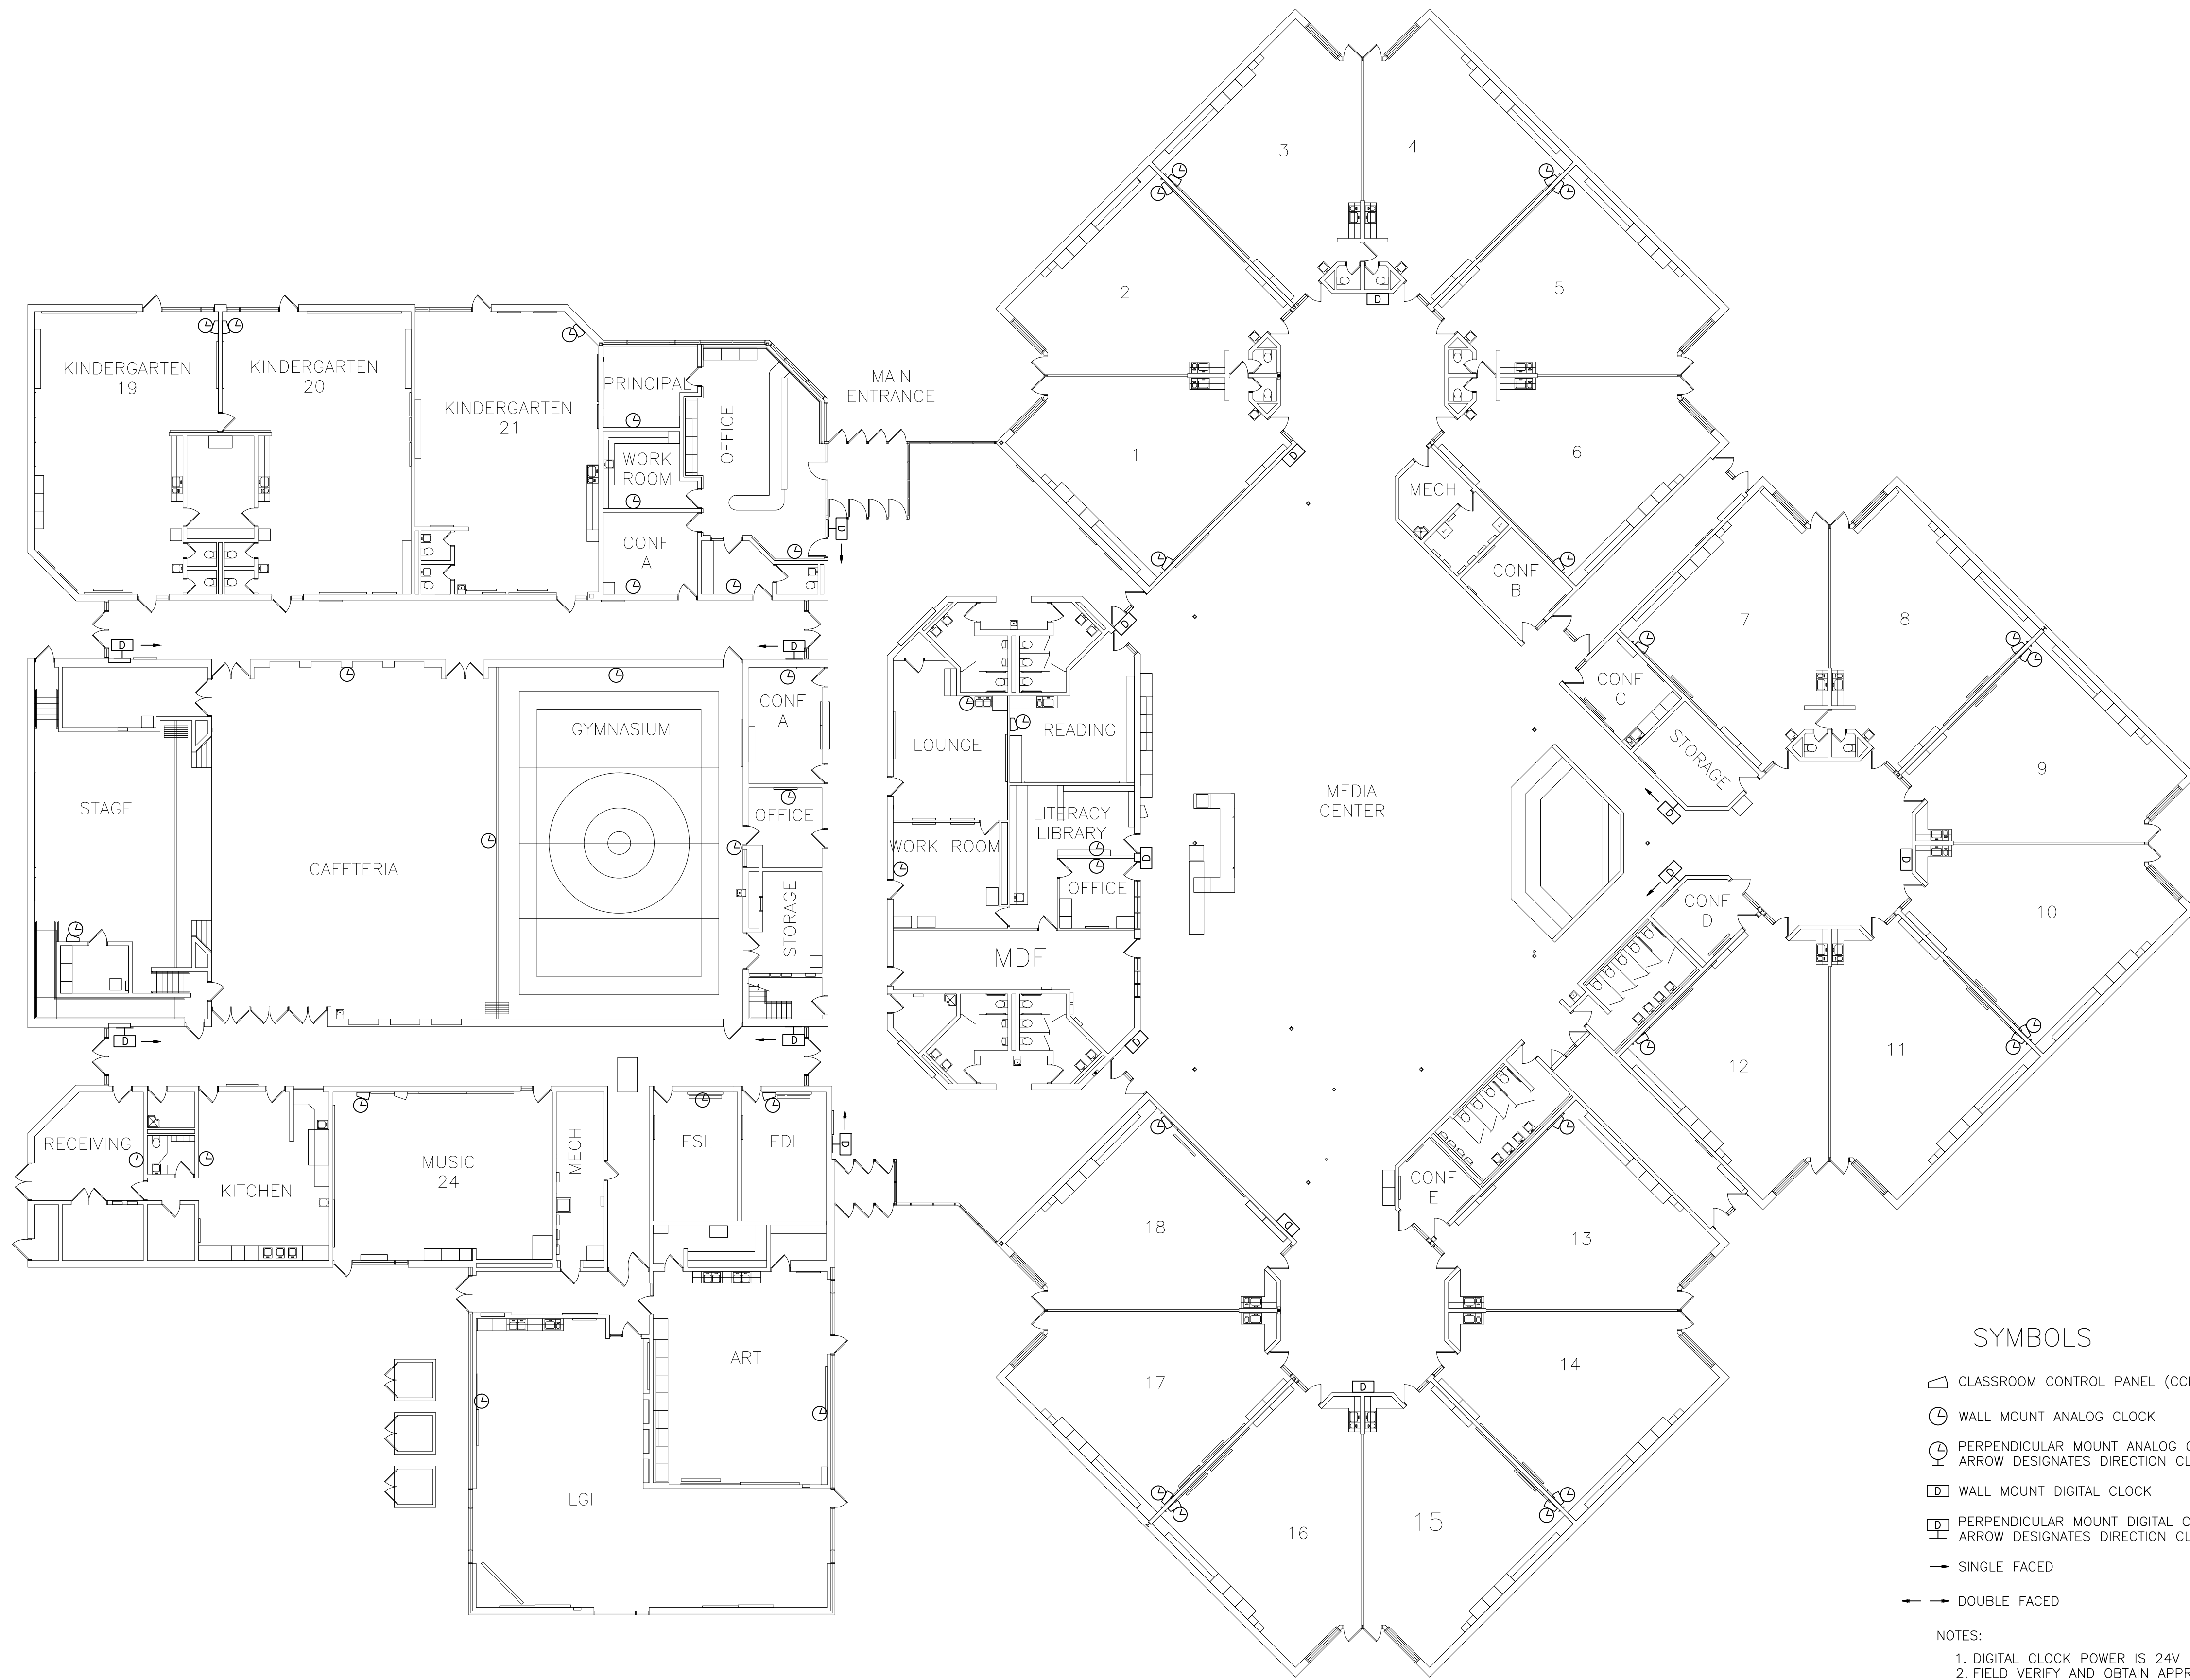 3
4
2
5
KINDERGARTEN
19
KINDERGARTEN
20
KINDERGARTEN
21
PRINCIPAL
OFFICE
MAIN
ENTRANCE
WORK
ROOM
CONF
A
1
6
MECH
CONF
B
D
D
D
D
D
D
7
8
CONF
C
STORAGE
9
STAGE
CAFETERIA
GYMNASIUM
CONF
A
OFFICE
STORAGE
LOUNGE
READING
LITERACY
LIBRARY
WORK ROOM
OFFICE
D
MDF
MEDIA
CENTER
D
D
D
CONF
D
10
11
12
D
D
D
RECEIVING
KITCHEN
MUSIC
24
MECH
ESL
EDL
D
CONF
E
D
18
13
17
14
D
ART
LGI
16
15
SYMBOLS
CLASSROOM CONTROL PANEL
WALL MOUNT ANALOG CLOCK
PERPENDICULAR MOUNT ANALOG
ARROW DESIGNATES DIRECTION
D WALL MOUNT DIGITAL CLOCK
D PERPENDICULAR MOUNT DIGITAL
ARROW DESIGNATES DIRECTION
SINGLE FACED
DOUBLE FACED
NOTES:
1. DIGITAL CLOCK POWER IS 24V
2. FIELD VERIFY AND OBTAIN